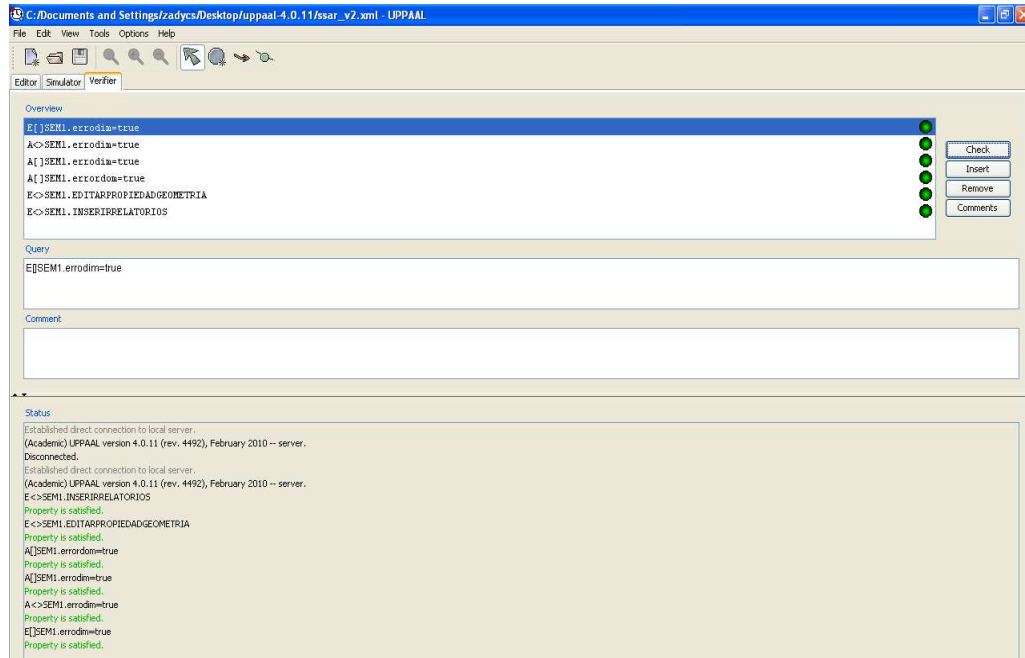 C:/Documents and Settings/zadycs/Desktop/uppaal-4.0.11/ssar_v2.xml - UPPAAL
File Edit View Tools Options Help
Editor Simulator Verifier
Overview
E[]SEM1.errodim=true
A<>SEM1.errodim=true
A[]SEM1.errodim=true
A[]SEM1.errordom=true
E<>SEM1.EDITARPROPIEDADGEOMETRIA
E<>SEM1.INSERIRRELATORIOS
Check
Insert
Remove
Comments
Query
E[]SEM1.errodim=true
Comment
Status
Established direct connection to local server.
(Academic) UPPAAL version 4.0.11 (rev. 4492), February 2010 -- server.
Disconnected.
Established direct connection to local server.
(Academic) UPPAAL version 4.0.11 (rev. 4492), February 2010 -- server.
E<>SEM1.INSERIRRELATORIOS
Property is satisfied.
E<>SEM1.EDITARPROPIEDADGEOMETRIA
Property is satisfied.
A[]SEM1.errordom=true
Property is satisfied.
A[]SEM1.errodim=true
Property is satisfied.
A<>SEM1.errodim=true
Property is satisfied.
E[]SEM1.errodim=true
Property is satisfied.